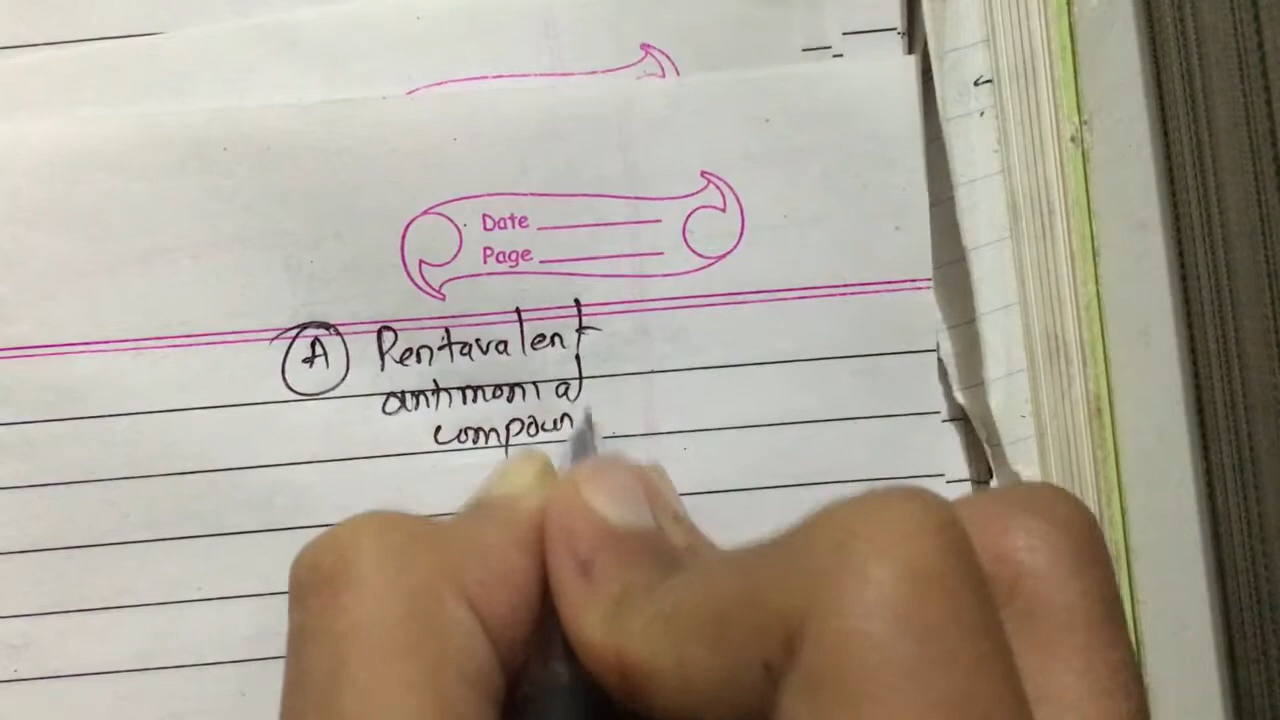 Date
Page
A Pentavalent
antimonial
compoun